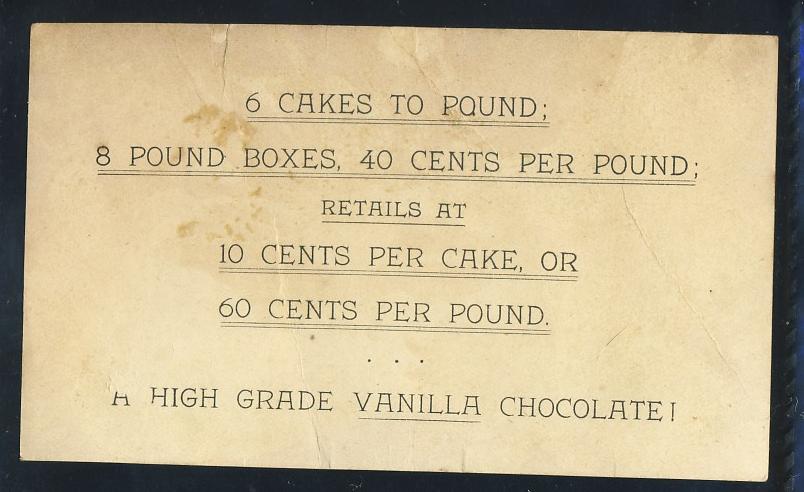 6 CAKES TO POUND;
8 POUND BOXES, 40 CENTS PER POUND;
RETAILS AT
10 CENTS PER CAKE, OR
60 CENTS PER POUND.
. . .
A HIGH GRADE VANILLA CHOCOLATE!